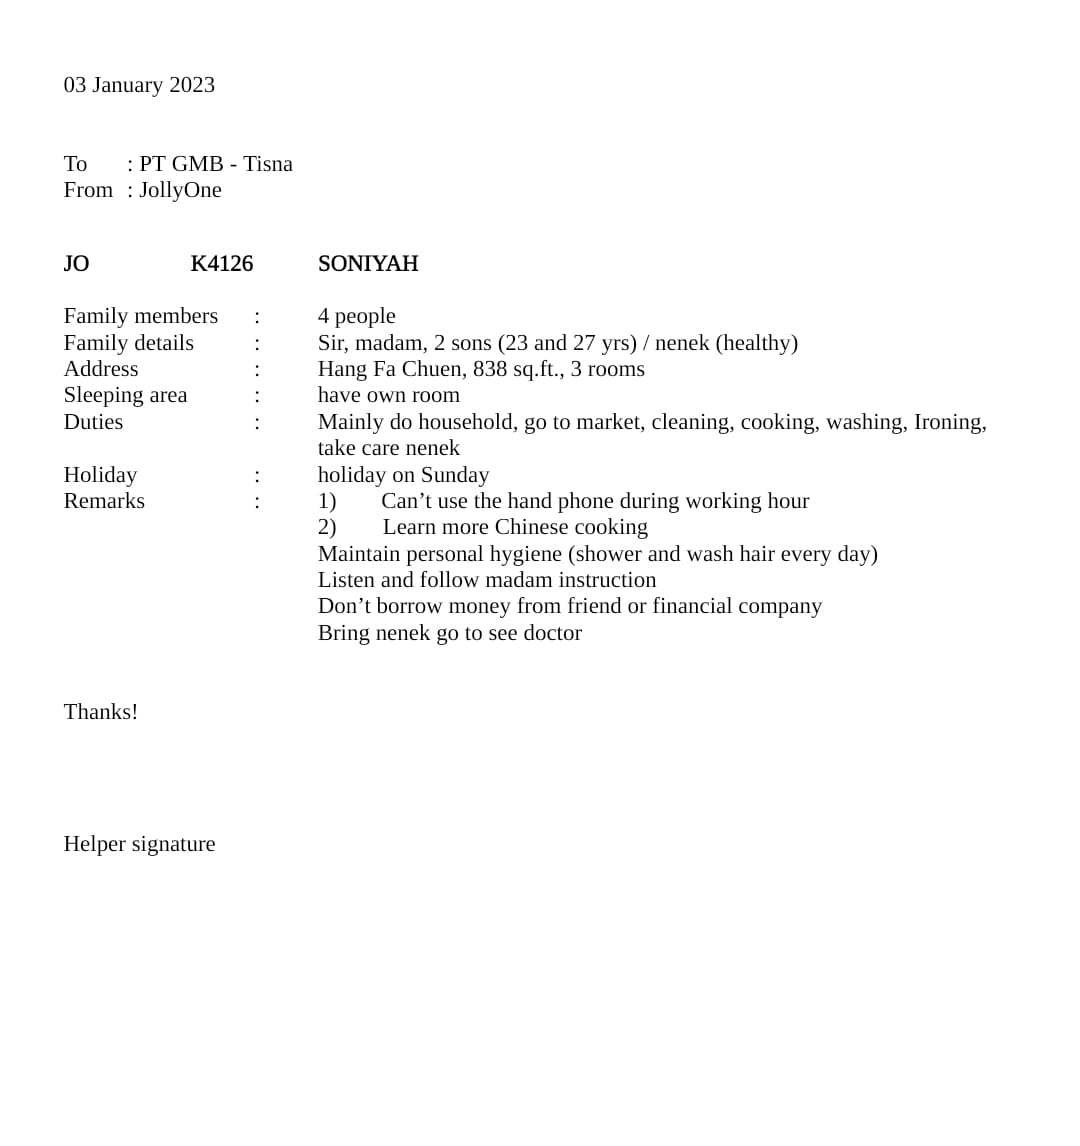 03 January 2023
To : PT GMB - Tisna
From : JollyOne
JO K4126 SONIYAH
Family members : 4 people
Family details : Sir, madam, 2 sons (23 and 27 yrs) / nenek (healthy)
Address : Hang Fa Chuen, 838 sq.ft., 3 rooms
Sleeping area : have own room
Duties : Mainly do household, go to market, cleaning, cooking, washing, Ironing,
take care nenek
Holiday : holiday on Sunday
Remarks : 1) Can’t use the hand phone during working hour
2) Learn more Chinese cooking
Maintain personal hygiene (shower and wash hair every day)
Listen and follow madam instruction
Don’t borrow money from friend or financial company
Bring nenek go to see doctor
Thanks!
Helper signature